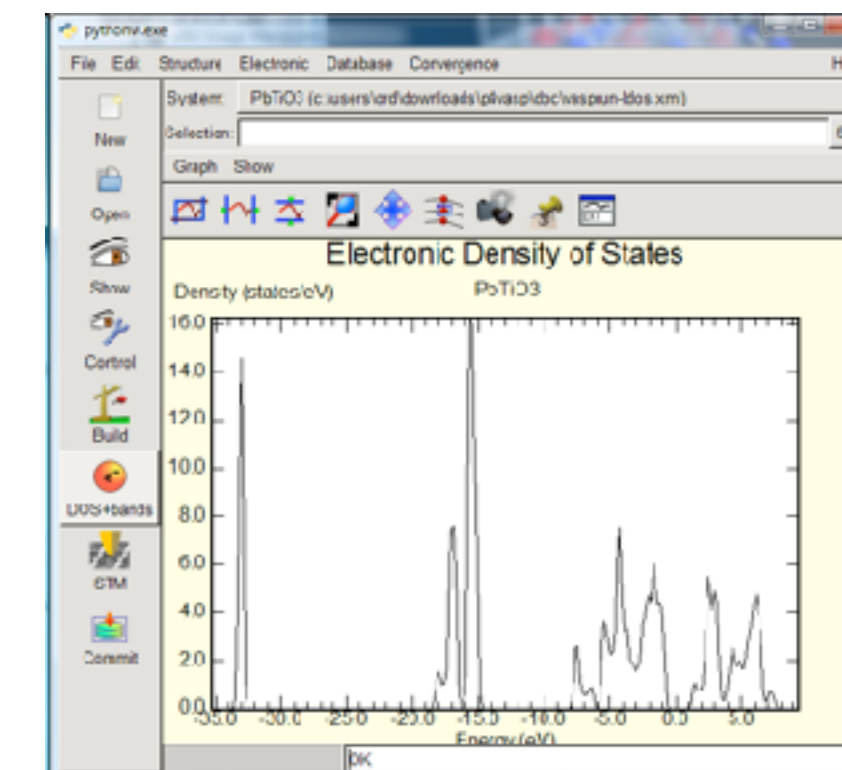 File Edit Structure Electronic Database Convergence H
System: PbTiO3
Selection:
Graph Show
New
Open
Show
Control
Build
DOS+bands
STM
Commit
Electronic Density of States
Density (states/eV) PbTiO3
16.0
14.0
12.0
10.0
8.0
6.0
4.0
2.0
0.0
-35.0 -30.0 -25.0 -20.0 -15.0 -10.0 -5.0 0.0 5.0
Energy (eV)
OK